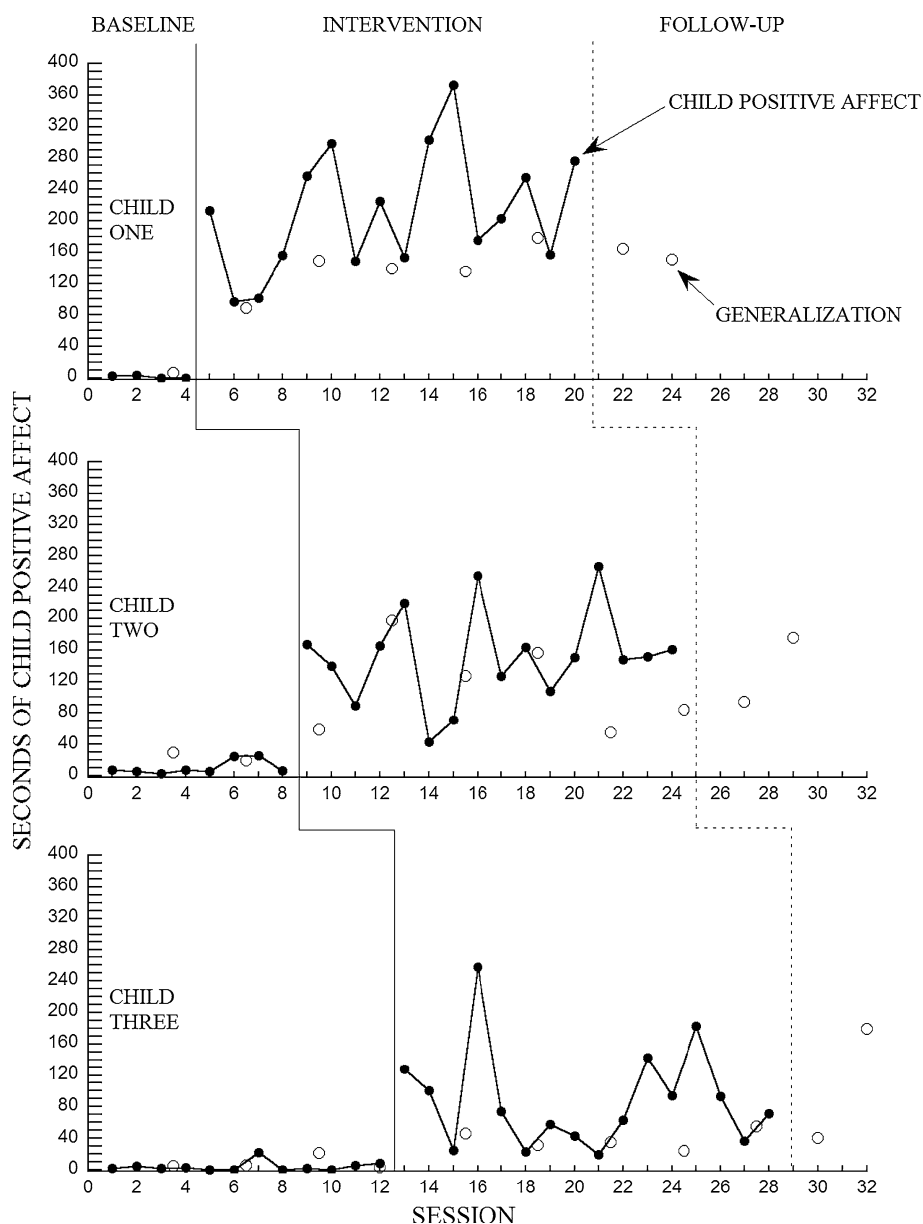 BASELINE INTERVENTION FOLLOW-UP
400
360
320
280
240
200
160
120
80
40
0
CHILD POSITIVE AFFECT
CHILD
ONE
GENERALIZATION
0 2 4 6 8 10 12 14 16 18 20 22 24 26 28 30 32
SECONDS OF CHILD POSITIVE AFFECT
400
360
320
280
240
200
160
120
80
40
0
CHILD
TWO
0 2 4 6 8 10 12 14 16 18 20 22 24 26 28 30 32
400
360
320
280
240
200
160
120
80
40
0
CHILD
THREE
0 2 4 6 8 10 12 14 16 18 20 22 24 26 28 30 32
SESSION